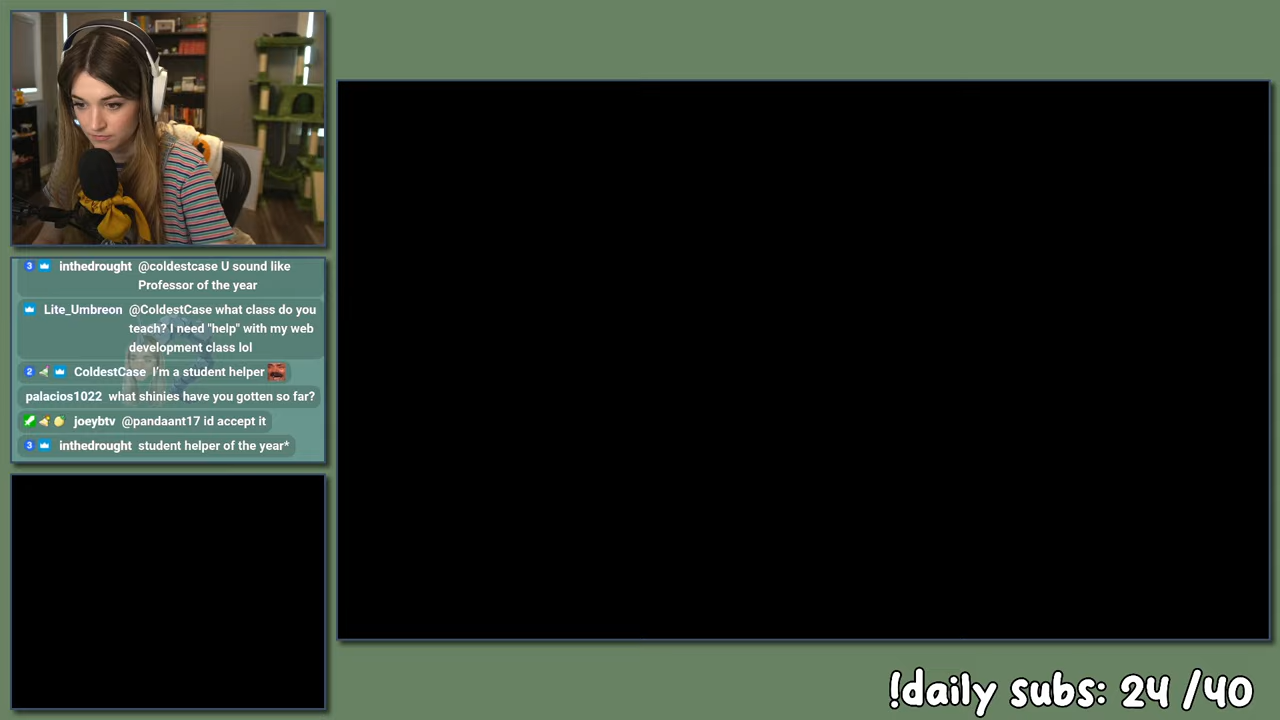 3 inthedrought @coldestcase U sound like
Professor of the year
Lite_Umbreon @ColdestCase what class do you
teach? I need "help" with my web
development class lol
2 ColdestCase I'm a student helper
palacios1022 what shinies have you gotten so far?
joeybtv @pandaant17 id accept it
3 inthedrought student helper of the year*
!daily subs: 24 /40